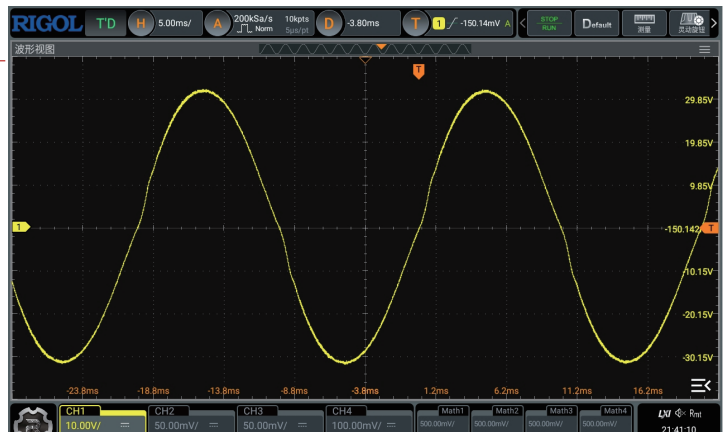 RIGOL T'D H 5.00ms/ A 200kSa/s 10kpts Norm 5μs/pt D -3.80ms T 1 -150.14mV A < STOP RUN Default 测量 灵动旋钮 >
波形视图
T
29.85V
19.85V
9.85V
1 -150.142 T
-10.15V
-20.15V
-30.15V
-23.8ms -18.8ms -13.8ms -8.8ms -3.8ms 1.2ms 6.2ms 11.2ms 16.2ms
CH1 CH2 CH3 CH4 Math1 Math2 Math3 Math4 LXI Rmt
10.00V/ 50.00mV/ 50.00mV/ 100.00mV/ 500.00mV/ 500.00mV/ 500.00mV/ 500.00mV/
21:41:10